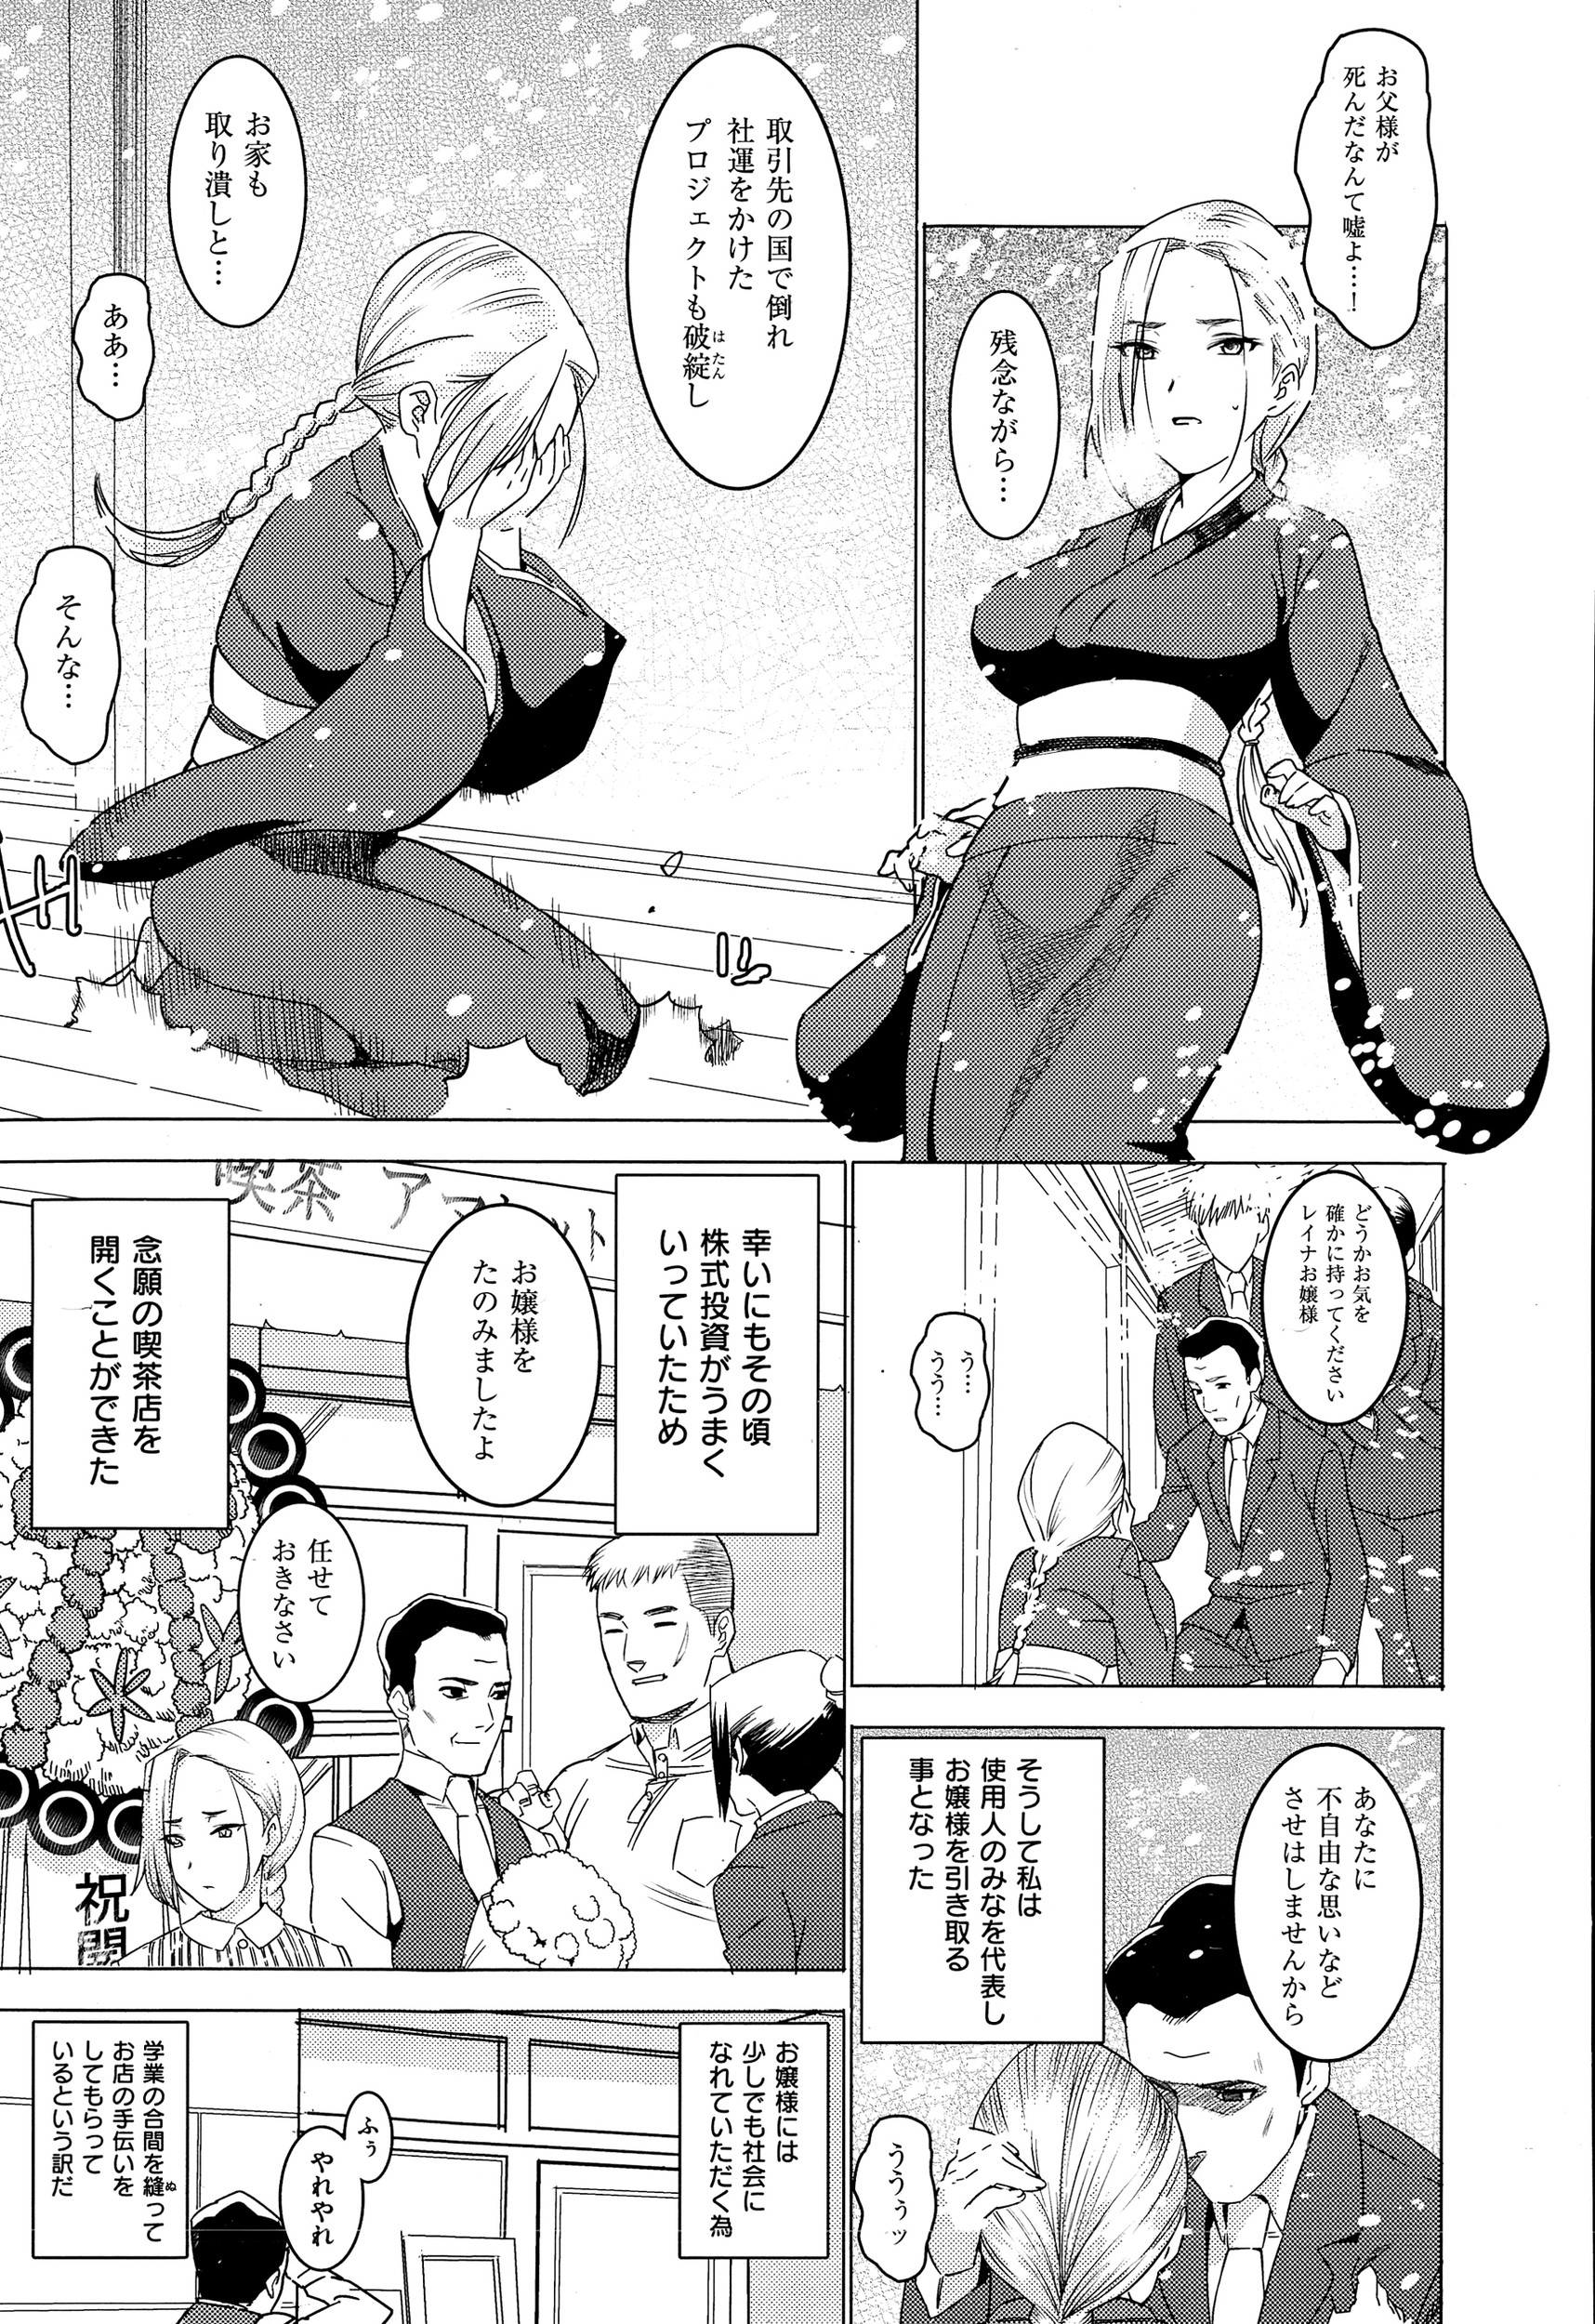 お父様が
死んだなんて嘘よ…!
残念ながら…
取引先の国で倒れ
社運をかけた
プロジェクトも破綻し
はたん
お家も
取り潰しと…
ああ…
そんな…
どうかお気を
確かに持ってください
レイナお嬢様
う…
うう…
あなたに
不自由な思いなど
させはしませんから
そうして私は
使用人のみなを代表し
お嬢様を引き取る
事となった
ううぅッ
幸いにもその頃
株式投資がうまく
いっていたため
喫茶
お嬢様を
たのみましたよ
念願の喫茶店を
開くことができた
任せて
おきなさい
祝開
お嬢様には
少しでも社会に
なれていただく為
ふぅ
やれやれ
学業の合間を縫って
ぬ
お店の手伝いを
してもらって
いるという訳だ